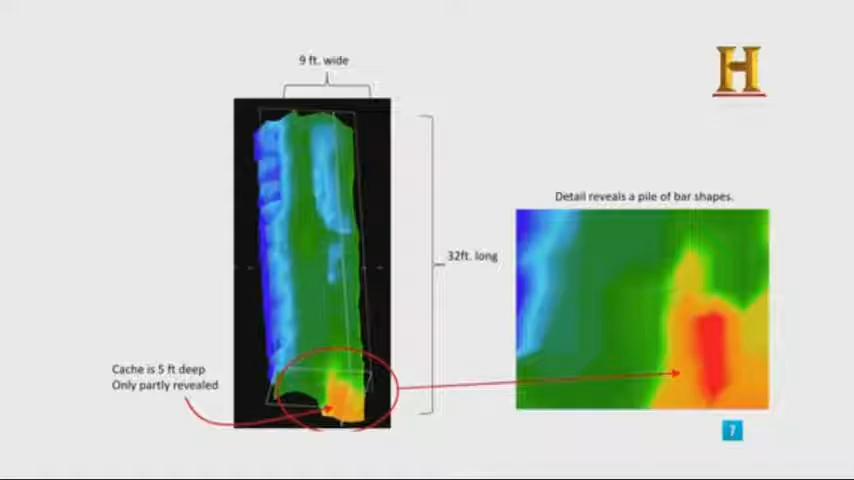 9 ft. wide
H
Detail reveals a pile of bar shapes.
32ft. long
Cache is 5 ft deep
Only partly revealed
7